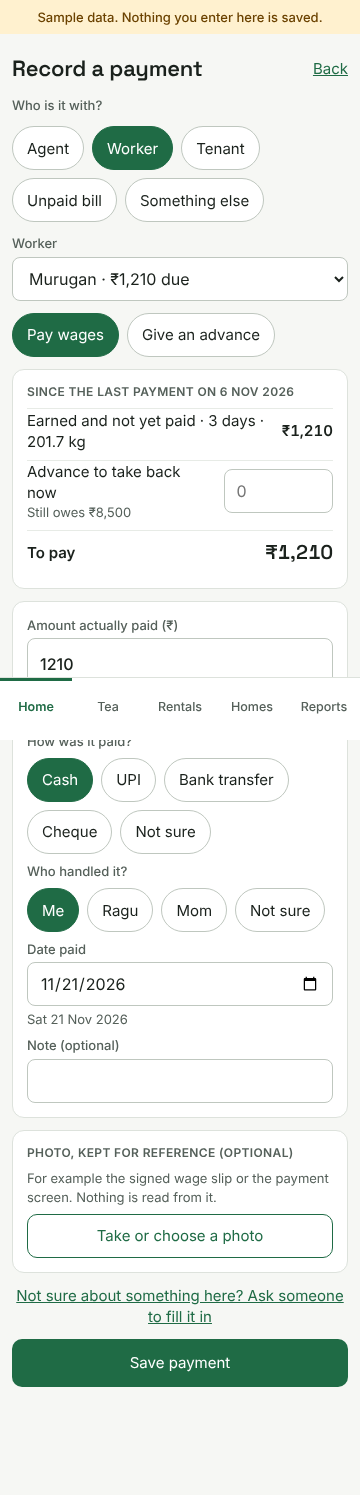 Sample data. Nothing you enter here is saved.
Record a payment
Back
Who is it with?
Agent
Worker
Tenant
Unpaid bill
Something else
Worker
Murugan · ₹1,210 due
Pay wages
Give an advance
SINCE THE LAST PAYMENT ON 6 NOV 2026
Earned and not yet paid · 3 days ·
201.7 kg
₹1,210
Advance to take back
now
Still owes ₹8,500
0
To pay
₹1,210
Amount actually paid (₹)
1210
Home
Tea
Rentals
Homes
Reports
How was it paid?
Cash
UPI
Bank transfer
Cheque
Not sure
Who handled it?
Me
Ragu
Mom
Not sure
Date paid
11/21/2026
Sat 21 Nov 2026
Note (optional)
PHOTO, KEPT FOR REFERENCE (OPTIONAL)
For example the signed wage slip or the payment
screen. Nothing is read from it.
Take or choose a photo
Not sure about something here? Ask someone
to fill it in
Save payment